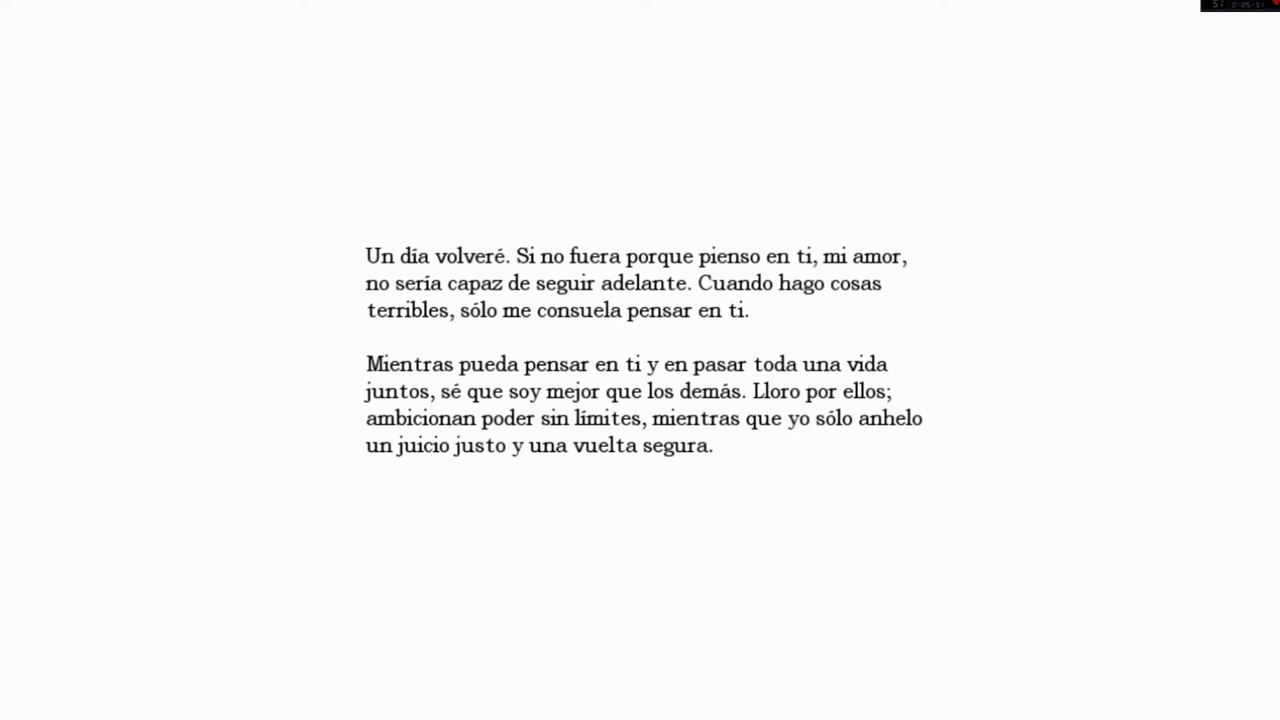 Un día volveré. Si no fuera porque pienso en ti, mi amor,
no sería capaz de seguir adelante. Cuando hago cosas
terribles, sólo me consuela pensar en ti.
Mientras pueda pensar en ti y en pasar toda una vida
juntos, sé que soy mejor que los demás. Lloro por ellos;
ambicionan poder sin límites, mientras que yo sólo anhelo
un juicio justo y una vuelta segura.